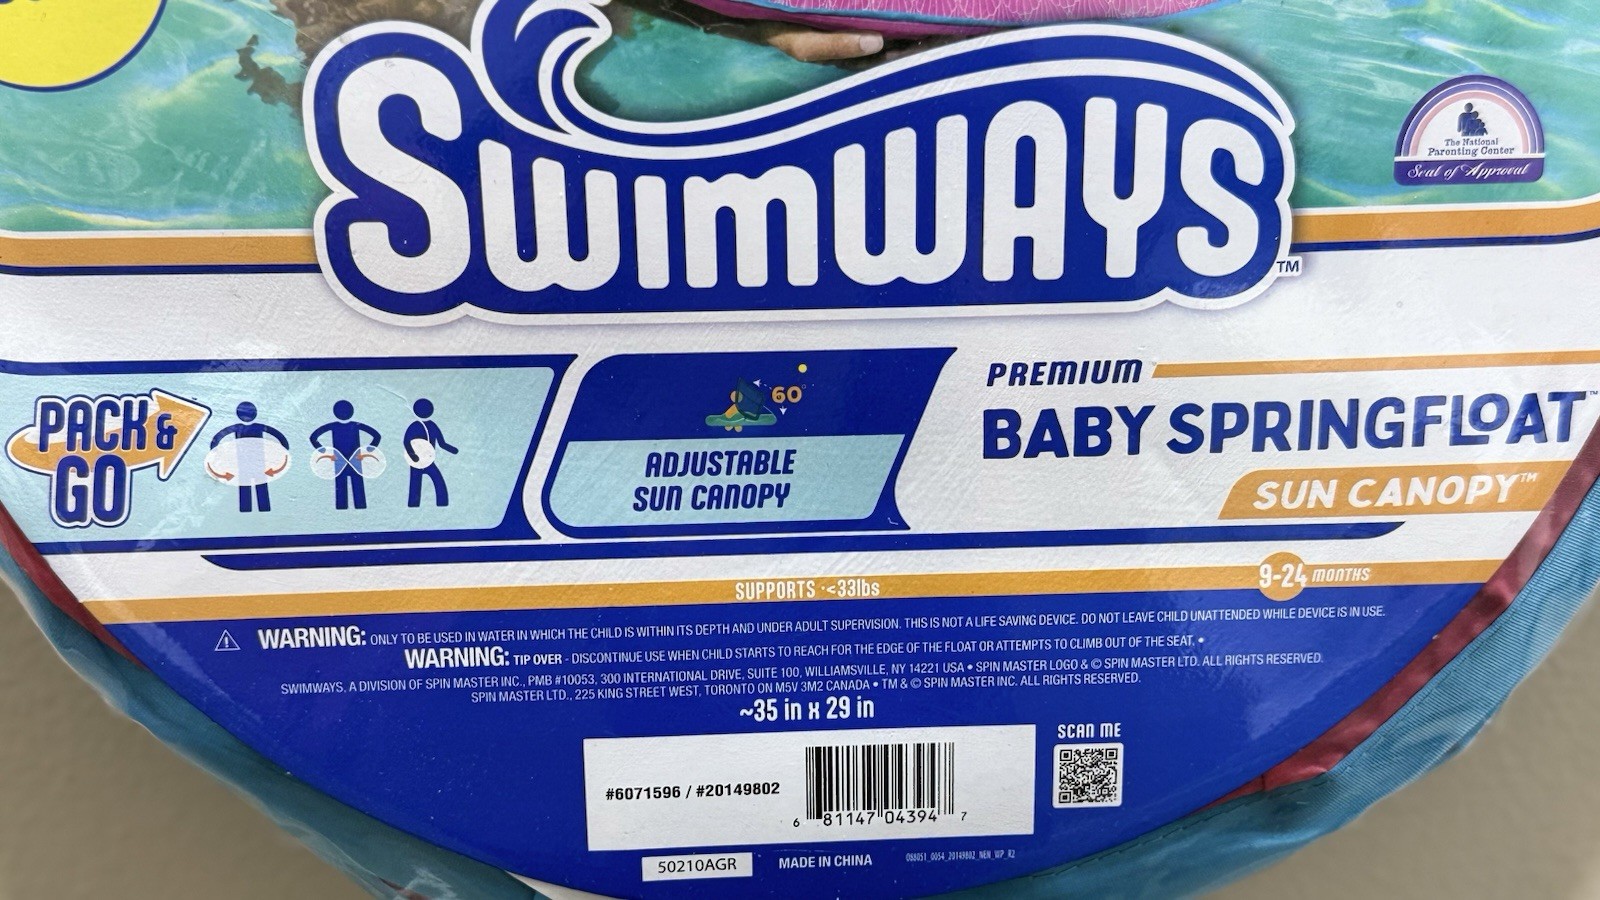 SWIMWAYS™
The National
Parenting Center
Seal of Approval
PACK &
GO
60°
ADJUSTABLE
SUN CANOPY
PREMIUM
BABY SPRINGFLOAT™
SUN CANOPY™
SUPPORTS <33lbs
9-24 MONTHS
WARNING: ONLY TO BE USED IN WATER IN WHICH THE CHILD IS WITHIN ITS DEPTH AND UNDER ADULT SUPERVISION. THIS IS NOT A LIFE SAVING DEVICE. DO NOT LEAVE CHILD UNATTENDED WHILE DEVICE IS IN USE.
WARNING: TIP OVER - DISCONTINUE USE WHEN CHILD STARTS TO REACH FOR THE EDGE OF THE FLOAT OR ATTEMPTS TO CLIMB OUT OF THE SEAT. •
SWIMWAYS, A DIVISION OF SPIN MASTER INC., PMB #10053, 300 INTERNATIONAL DRIVE, SUITE 100, WILLIAMSVILLE, NY 14221 USA • SPIN MASTER LOGO & © SPIN MASTER LTD. ALL RIGHTS RESERVED.
SPIN MASTER LTD., 225 KING STREET WEST, TORONTO ON M5V 3M2 CANADA • TM & © SPIN MASTER INC. ALL RIGHTS RESERVED.
~35 in x 29 in
SCAN ME
#6071596 / #20149802
6 81147 04394 7
50210AGR
MADE IN CHINA